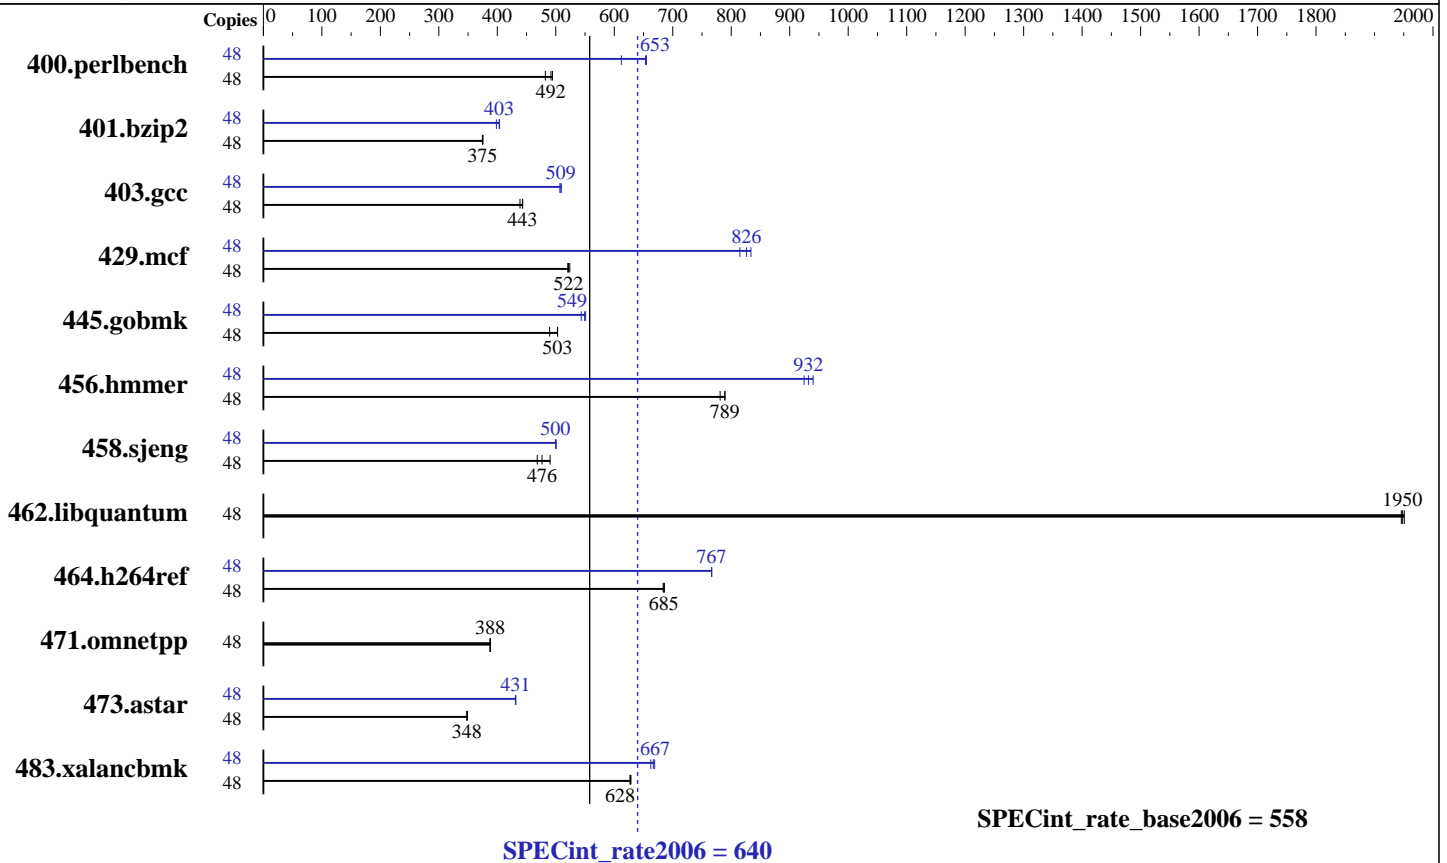 Copies 0 100 200 300 400 500 600 700 800 900 1000 1100 1200 1300 1400 1500 1600 1700 1800 2000
400.perlbench 48 653
48 492
401.bzip2 48 403
48 375
403.gcc 48 509
48 443
429.mcf 48 826
48 522
445.gobmk 48 549
48 503
456.hmmer 48 932
48 789
458.sjeng 48 500
48 476
462.libquantum 48 1950
464.h264ref 48 767
48 685
471.omnetpp 48 388
473.astar 48 431
48 348
483.xalancbmk 48 667
48 628
SPECint_rate_base2006 = 558
SPECint_rate2006 = 640